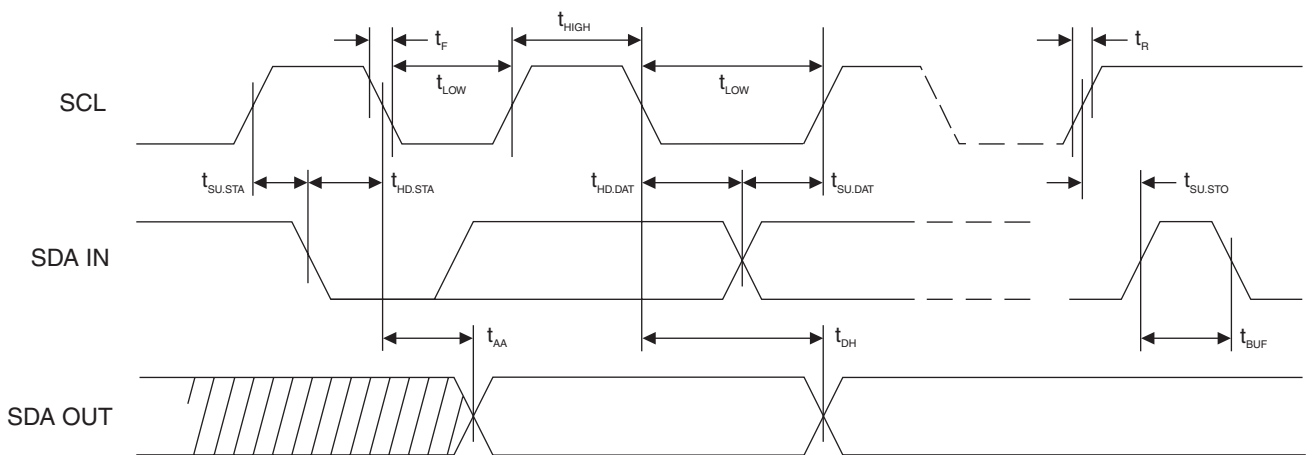 t_F
t_HIGH
t_R
SCL
t_LOW
t_LOW
t_SU.STA
t_HD.STA
t_HD.DAT
t_SU.DAT
t_SU.STO
SDA IN
t_AA
t_DH
t_BUF
SDA OUT